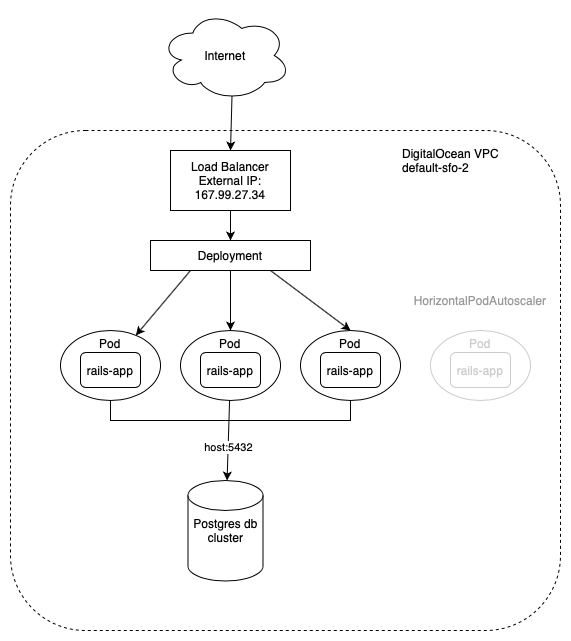 Internet
Load Balancer
External IP:
167.99.27.34
DigitalOcean VPC
default-sfo-2
Deployment
HorizontalPodAutoscaler
Pod
rails-app
Pod
rails-app
Pod
rails-app
Pod
rails-app
host:5432
Postgres db
cluster